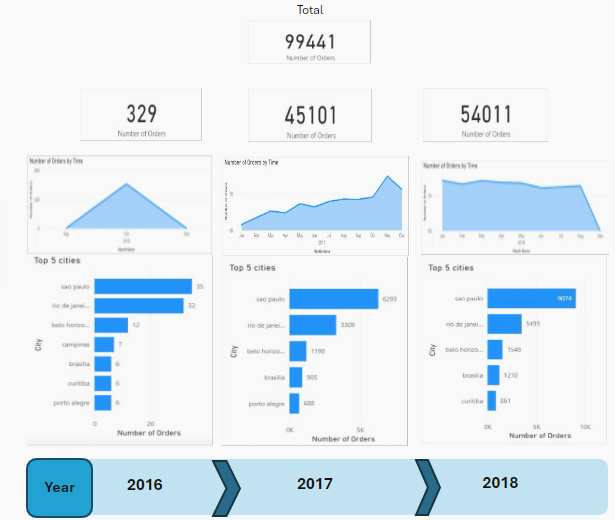 Total
99441
Number of Orders
329
Number of Orders
45101
Number of Orders
54011
Number of Orders
Number of Orders by Time
Number of Orders by Time
Number of Orders by Time
Top 5 cities
sao paulo 35
rio de janei... 32
belo horizo... 12
campinas 7
brasilia 6
curitiba 6
porto alegre 6
City
0 20
Number of Orders
Top 5 cities
sao paulo 6293
rio de janei... 3309
belo horizo... 1190
brasilia 905
porto alegre 688
City
0K 5K
Number of Orders
Top 5 cities
sao paulo 9074
rio de janei... 3493
belo horizo... 1548
brasilia 1210
curitiba 861
City
0K 5K 10K
Number of Orders
Year 2016 2017 2018